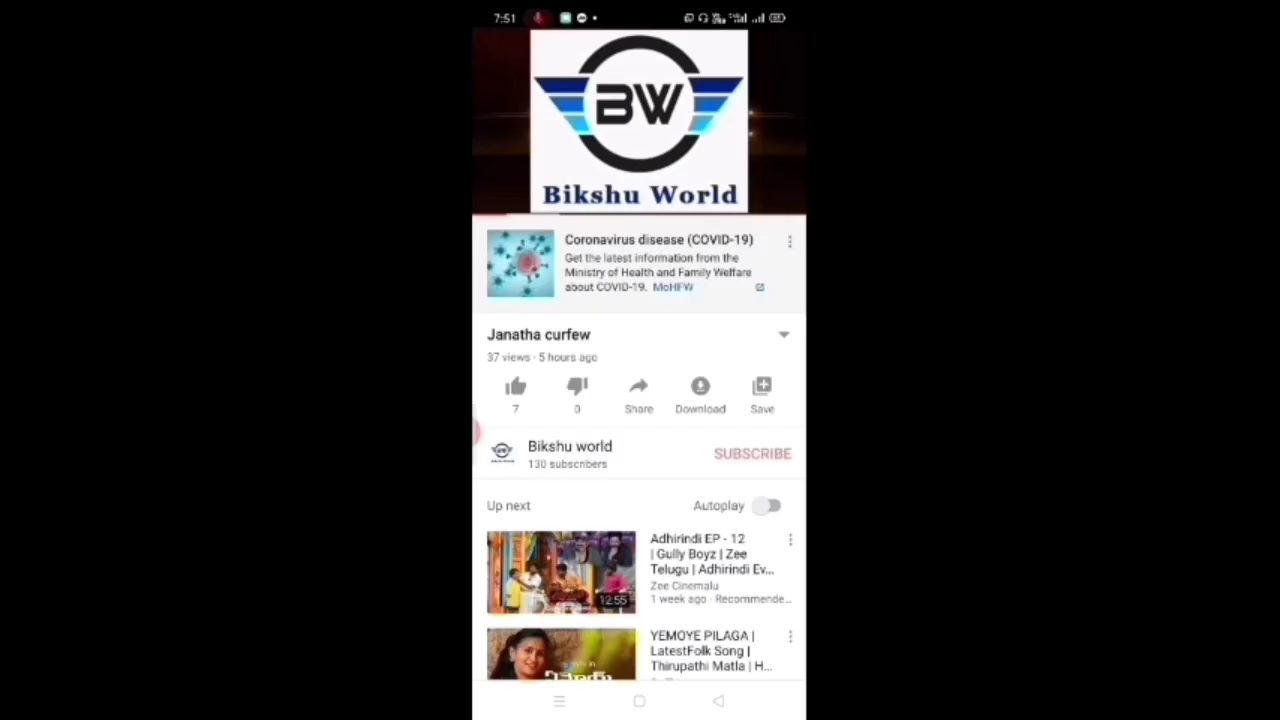 7:51
BW
Bikshu World
Coronavirus disease (COVID-19)
Get the latest information from the
Ministry of Health and Family Welfare
about COVID-19. MoHFW
Janatha curfew
37 views · 5 hours ago
7
0
Share
Download
Save
Bikshu world
130 subscribers
SUBSCRIBE
Up next
Autoplay
Adhirindi EP - 12
| Gully Boyz | Zee
Telugu | Adhirindi Ev...
12:55
Zee Cinemalu
1 week ago · Recommende...
YEMOYE PILAGA |
LatestFolk Song |
Thirupathi Matla | H...